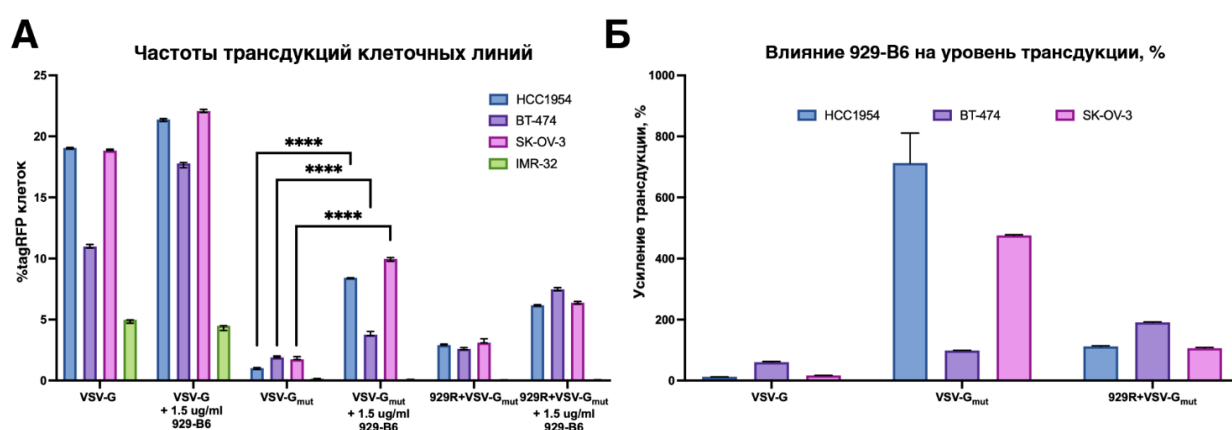 А
Частоты трансдукций клеточных линий
%tagRFP клеток
25
20
15
10
5
0
HCC1954
BT-474
SK-OV-3
IMR-32
****
****
****
VSV-G
VSV-G
+ 1.5 ug/ml
929-B6
VSV-Gmut
VSV-Gmut
+ 1.5 ug/ml
929-B6
929R+VSV-Gmut
929R+VSV-Gmut
+ 1.5 ug/ml
929-B6
Б
Влияние 929-B6 на уровень трансдукции, %
Усиление трансдукции, %
1000
800
600
400
200
0
HCC1954
BT-474
SK-OV-3
VSV-G
VSV-Gmut
929R+VSV-Gmut